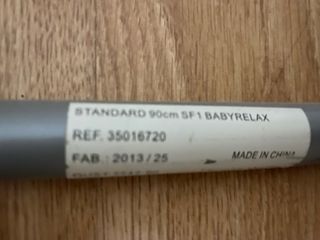 STANDARD 90cm SF1 BABYRELAX
REF. 35016720
FAB.: 2013/25
MADE IN CHINA